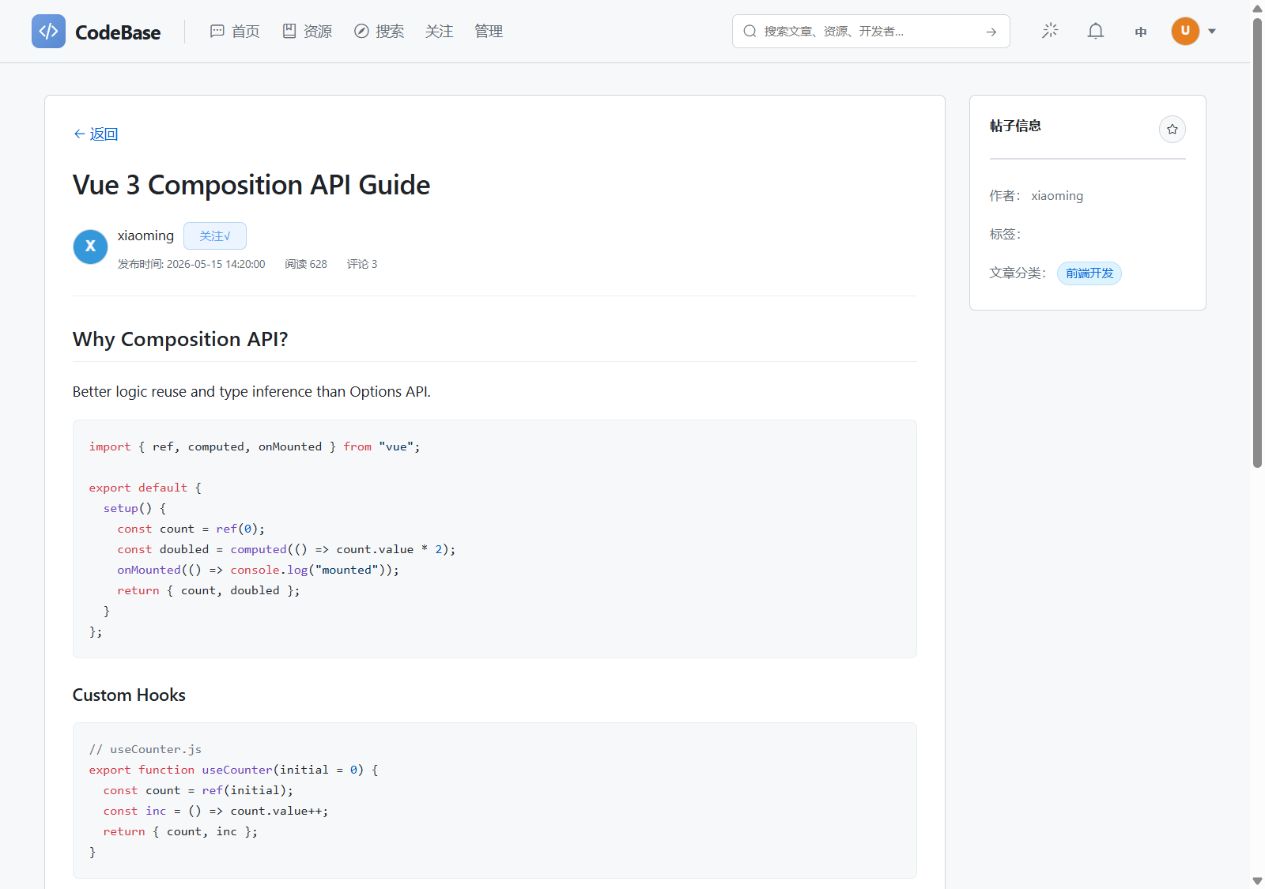 CodeBase
首页
资源
搜索
关注
管理
搜索文章、资源、开发者...
中
U
← 返回
Vue 3 Composition API Guide
X
xiaoming
关注√
发布时间: 2026-05-15 14:20:00
阅读 628
评论 3
Why Composition API?
Better logic reuse and type inference than Options API.
import { ref, computed, onMounted } from "vue";
export default {
  setup() {
    const count = ref(0);
    const doubled = computed(() => count.value * 2);
    onMounted(() => console.log("mounted"));
    return { count, doubled };
  }
};
Custom Hooks
// useCounter.js
export function useCounter(initial = 0) {
  const count = ref(initial);
  const inc = () => count.value++;
  return { count, inc };
}
帖子信息
作者： xiaoming
标签：
文章分类： 前端开发